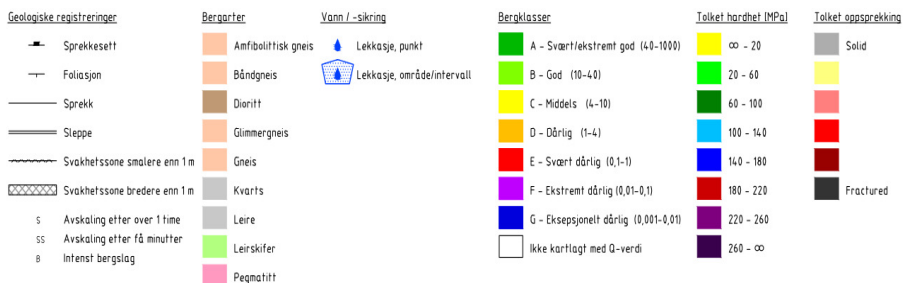 Geologiske registreringer
Sprekkesett
Foliasjon
Sprekk
Sleppe
Svakhetssone smalere enn 1 m
Svakhetssone bredere enn 1 m
S Avskaling etter over 1 time
SS Avskaling etter få minutter
B Intenst bergslag
Bergarter
Amfibolittisk gneis
Båndgneis
Dioritt
Glimmergneis
Gneis
Kvarts
Leire
Leirskifer
Pegmatitt
Vann / -sikring
Lekkasje, punkt
Lekkasje, område/intervall
Bergklasser
A - Svært/ekstremt god (40-1000)
B - God (10-40)
C - Middels (4-10)
D - Dårlig (1-4)
E - Svært dårlig (0,1-1)
F - Ekstremt dårlig (0,01-0,1)
G - Eksepsjonelt dårlig (0,001-0,01)
Ikke kartlagt med Q-verdi
Tolket hardhet [MPa]
∞ - 20
20 - 60
60 - 100
100 - 140
140 - 180
180 - 220
220 - 260
260 - ∞
Tolket oppsprekking
Solid
Fractured